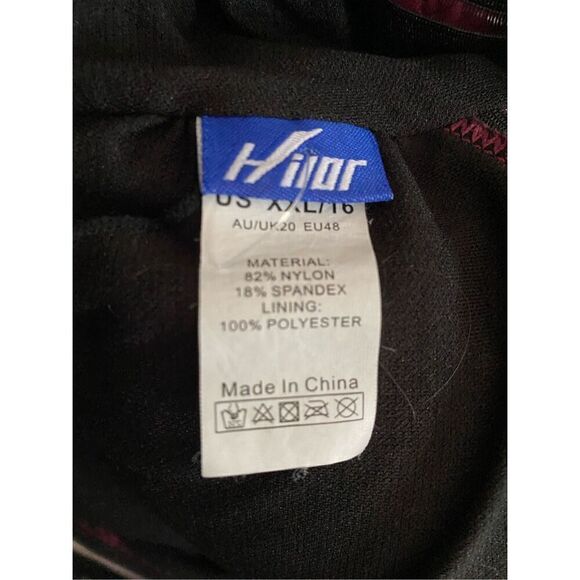 Hilor
US XXL/16
AU/UK20 EU48
MATERIAL:
82% NYLON
18% SPANDEX
LINING:
100% POLYESTER
Made In China